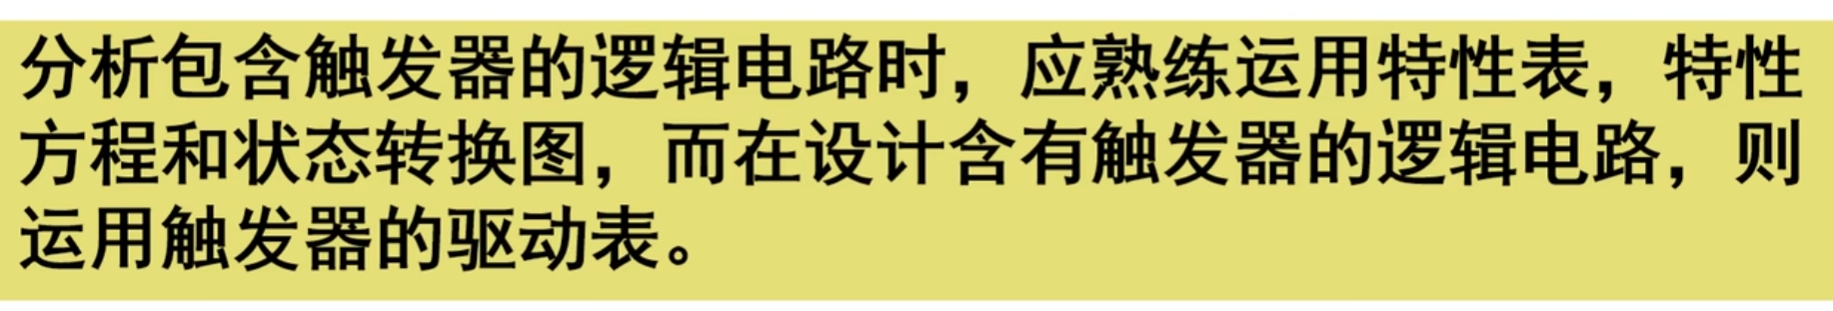 分析包含触发器的逻辑电路时，应熟练运用特性表，特性
方程和状态转换图，而在设计含有触发器的逻辑电路，则
运用触发器的驱动表。